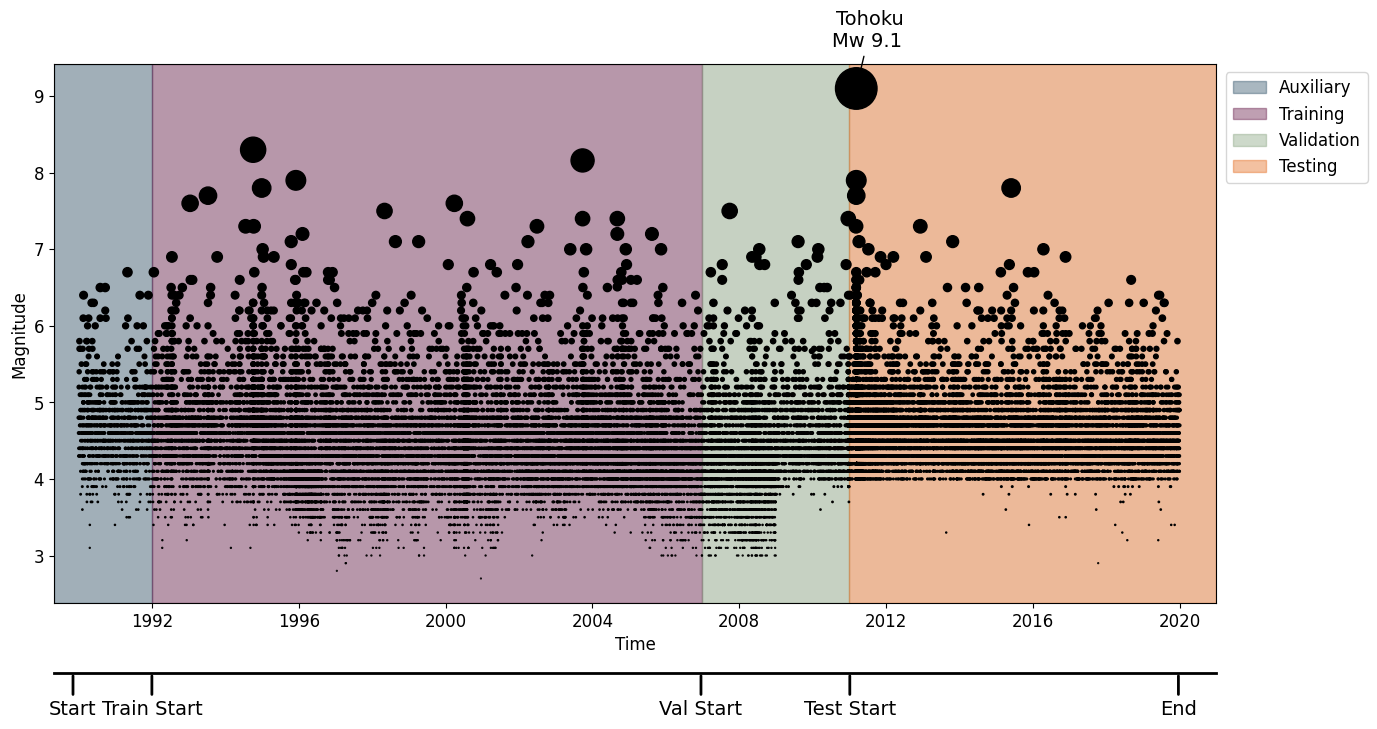 Tohoku
Mw 9.1
9
8
7
6
5
4
3
Magnitude
1992 1996 2000 2004 2008 2012 2016 2020
Time
Auxiliary
Training
Validation
Testing
Start Train Start Val Start Test Start End